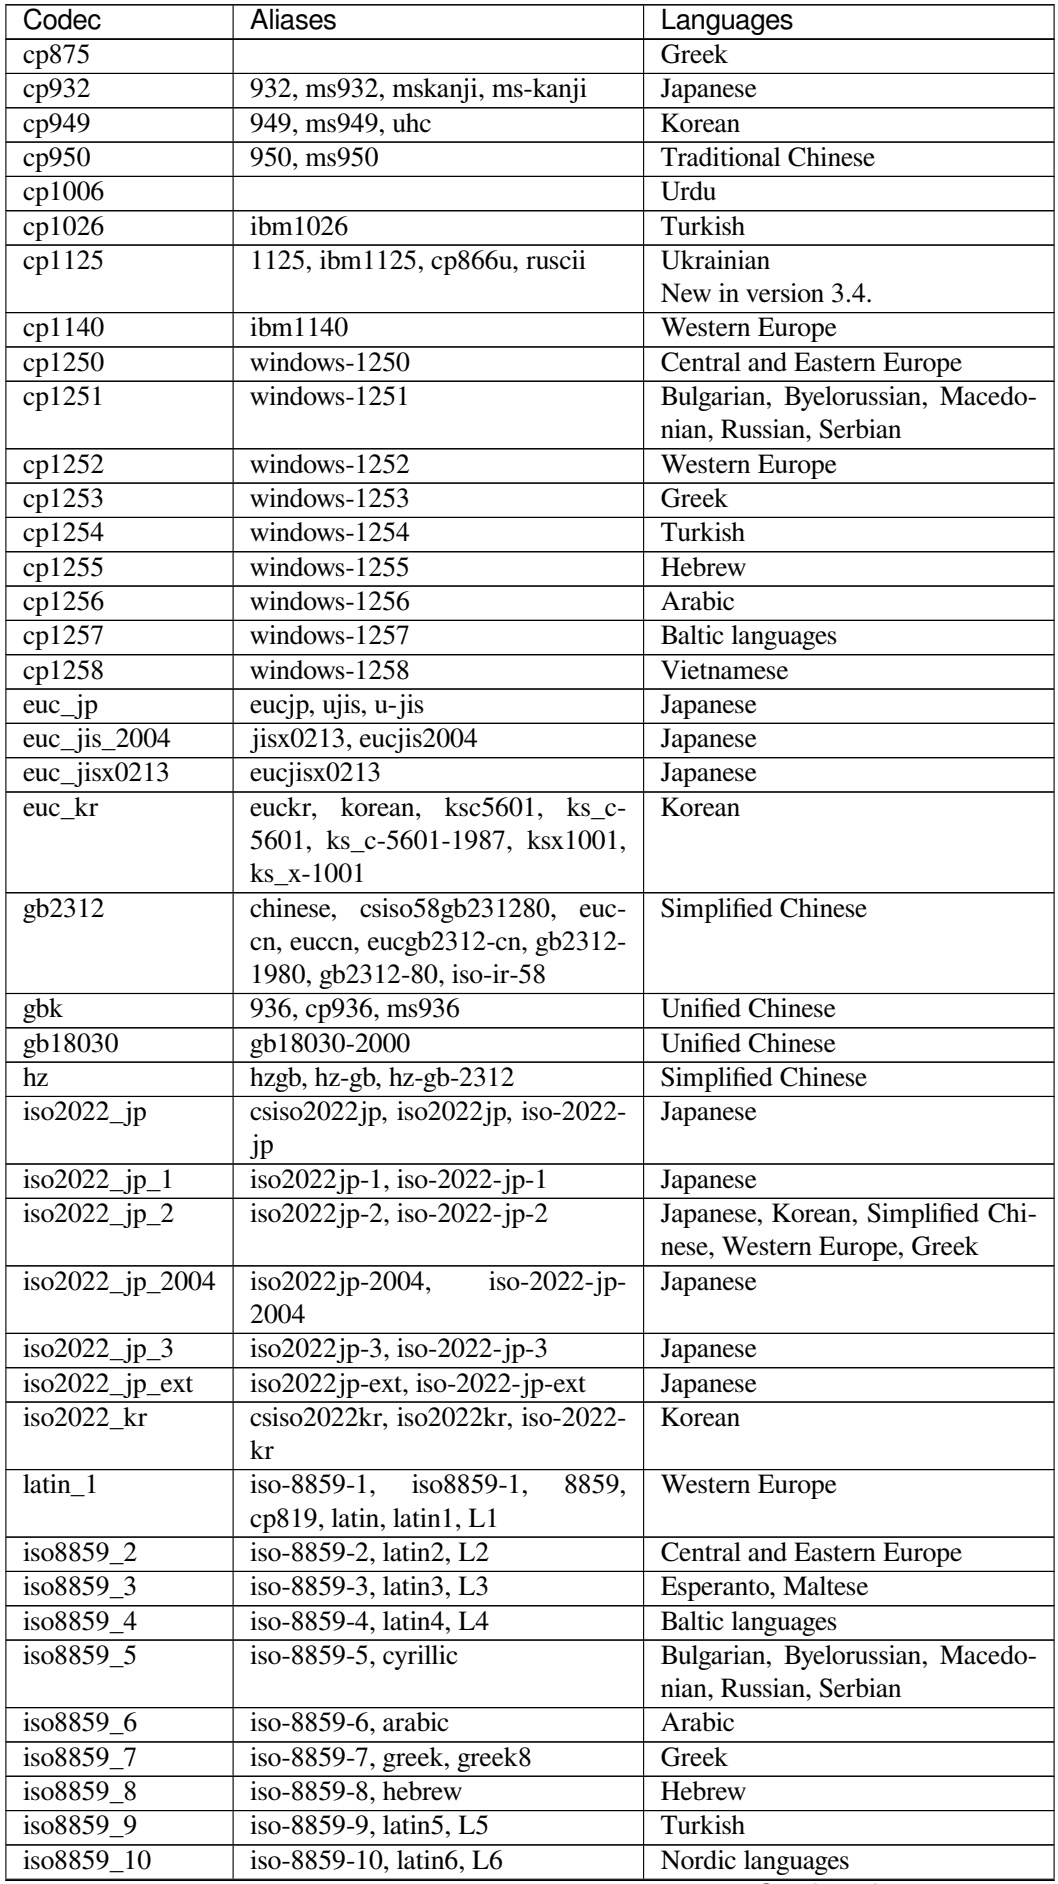 Codec Aliases Languages
cp875 Greek
cp932 932, ms932, mskanji, ms-kanji Japanese
cp949 949, ms949, uhc Korean
cp950 950, ms950 Traditional Chinese
cp1006 Urdu
cp1026 ibm1026 Turkish
cp1125 1125, ibm1125, cp866u, ruscii Ukrainian
New in version 3.4.
cp1140 ibm1140 Western Europe
cp1250 windows-1250 Central and Eastern Europe
cp1251 windows-1251 Bulgarian, Byelorussian, Macedo-
nian, Russian, Serbian
cp1252 windows-1252 Western Europe
cp1253 windows-1253 Greek
cp1254 windows-1254 Turkish
cp1255 windows-1255 Hebrew
cp1256 windows-1256 Arabic
cp1257 windows-1257 Baltic languages
cp1258 windows-1258 Vietnamese
euc_jp eucjp, ujis, u-jis Japanese
euc_jis_2004 jisx0213, eucjis2004 Japanese
euc_jisx0213 eucjisx0213 Japanese
euc_kr euckr, korean, ksc5601, ks_c- Korean
5601, ks_c-5601-1987, ksx1001,
ks_x-1001
gb2312 chinese, csiso58gb231280, euc- Simplified Chinese
cn, euccn, eucgb2312-cn, gb2312-
1980, gb2312-80, iso-ir-58
gbk 936, cp936, ms936 Unified Chinese
gb18030 gb18030-2000 Unified Chinese
hz hzgb, hz-gb, hz-gb-2312 Simplified Chinese
iso2022_jp csiso2022jp, iso2022jp, iso-2022- Japanese
jp
iso2022_jp_1 iso2022jp-1, iso-2022-jp-1 Japanese
iso2022_jp_2 iso2022jp-2, iso-2022-jp-2 Japanese, Korean, Simplified Chi-
nese, Western Europe, Greek
iso2022_jp_2004 iso2022jp-2004, iso-2022-jp- Japanese
2004
iso2022_jp_3 iso2022jp-3, iso-2022-jp-3 Japanese
iso2022_jp_ext iso2022jp-ext, iso-2022-jp-ext Japanese
iso2022_kr csiso2022kr, iso2022kr, iso-2022- Korean
kr
latin_1 iso-8859-1, iso8859-1, 8859, Western Europe
cp819, latin, latin1, L1
iso8859_2 iso-8859-2, latin2, L2 Central and Eastern Europe
iso8859_3 iso-8859-3, latin3, L3 Esperanto, Maltese
iso8859_4 iso-8859-4, latin4, L4 Baltic languages
iso8859_5 iso-8859-5, cyrillic Bulgarian, Byelorussian, Macedo-
nian, Russian, Serbian
iso8859_6 iso-8859-6, arabic Arabic
iso8859_7 iso-8859-7, greek, greek8 Greek
iso8859_8 iso-8859-8, hebrew Hebrew
iso8859_9 iso-8859-9, latin5, L5 Turkish
iso8859_10 iso-8859-10, latin6, L6 Nordic languages